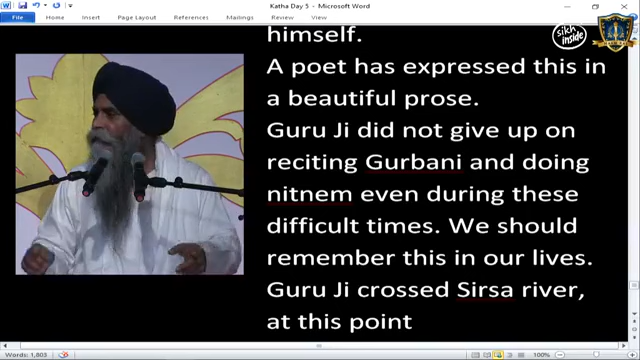 Katha Day 5 - Microsoft Word
File
Home
Insert
Page Layout
References
Mailings
Review
View
sikh
inside
himself.
A poet has expressed this in
a beautiful prose.
Guru Ji did not give up on
reciting Gurbani and doing
nitnem even during these
difficult times. We should
remember this in our lives.
Guru Ji crossed Sirsa river,
at this point
Words: 1,803
100%